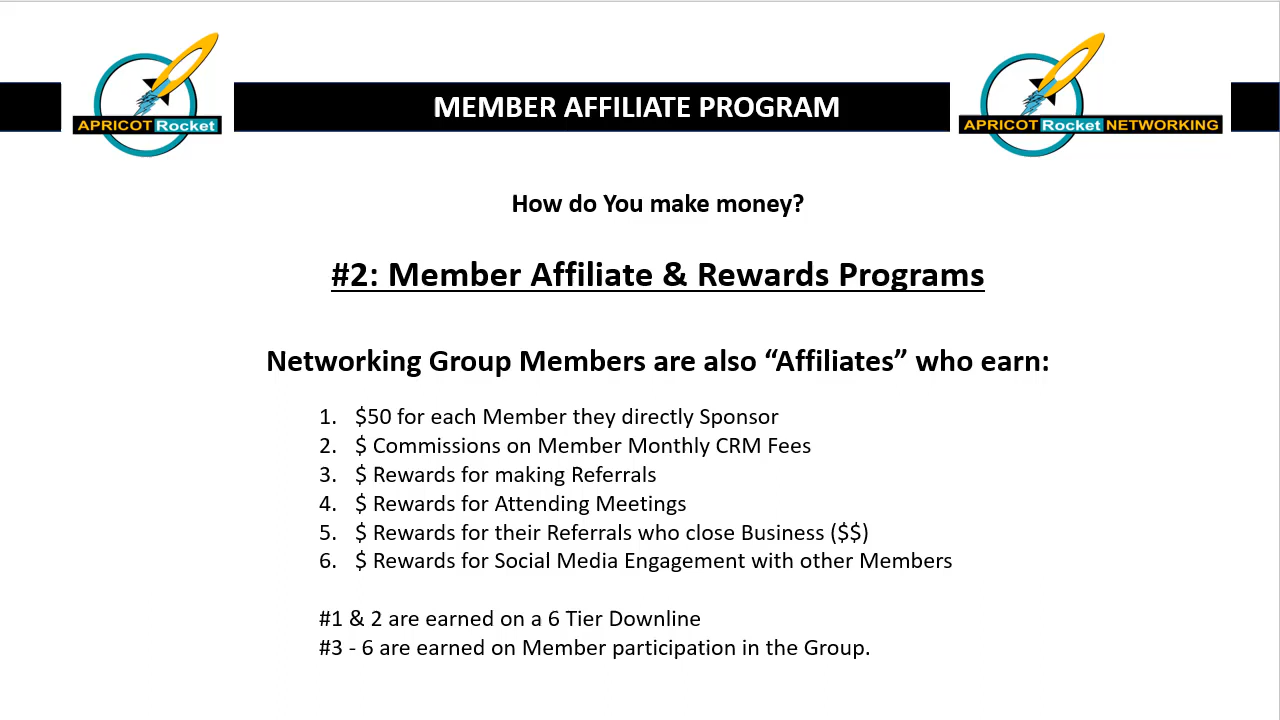 MEMBER AFFILIATE PROGRAM
APRICOT Rocket
APRICOT Rocket NETWORKING
How do You make money?
#2: Member Affiliate & Rewards Programs
Networking Group Members are also “Affiliates” who earn:
1. $50 for each Member they directly Sponsor
2. $ Commissions on Member Monthly CRM Fees
3. $ Rewards for making Referrals
4. $ Rewards for Attending Meetings
5. $ Rewards for their Referrals who close Business ($$)
6. $ Rewards for Social Media Engagement with other Members
#1 & 2 are earned on a 6 Tier Downline
#3 - 6 are earned on Member participation in the Group.